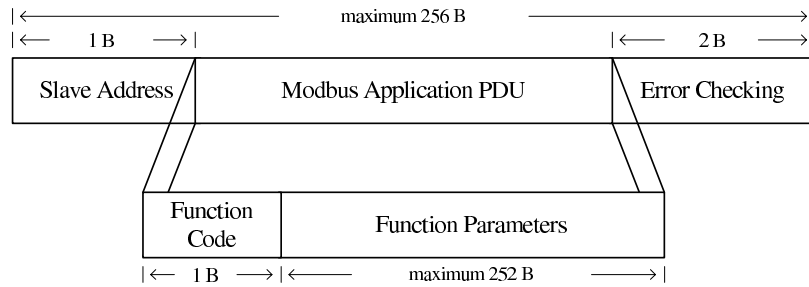 maximum 256 B
1 B
2 B
Slave Address
Modbus Application PDU
Error Checking
Function
Code
Function Parameters
1 B
maximum 252 B